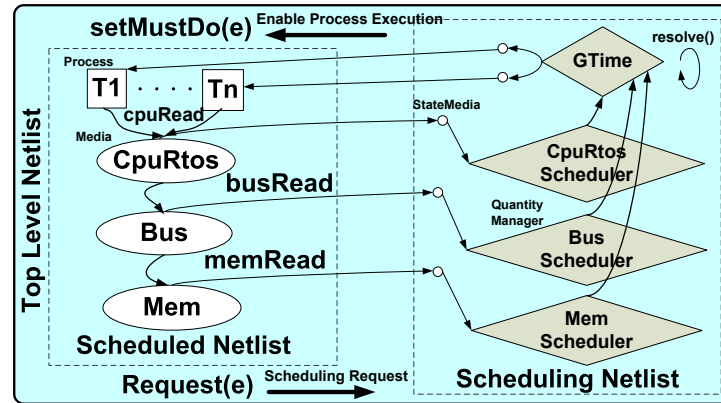 setMustDo(e)
Enable Process Execution
Process
T1
. . . .
Tn
cpuRead
Media
CpuRtos
busRead
Bus
memRead
Mem
Scheduled Netlist
Top Level Netlist
GTime
resolve()
StateMedia
CpuRtos
Scheduler
Quantity
Manager
Bus
Scheduler
Mem
Scheduler
Scheduling Netlist
Request(e)
Scheduling Request